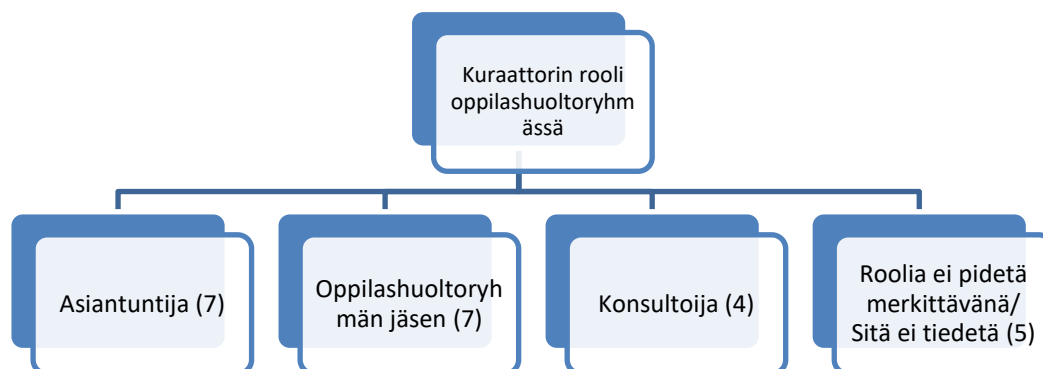 Kuraattorin rooli
oppilashuoltoryhm
ässä
Asiantuntija (7)
Oppilashuoltoryh
män jäsen (7)
Konsultoija (4)
Roolia ei pidetä
merkittävänä/
Sitä ei tiedetä (5)